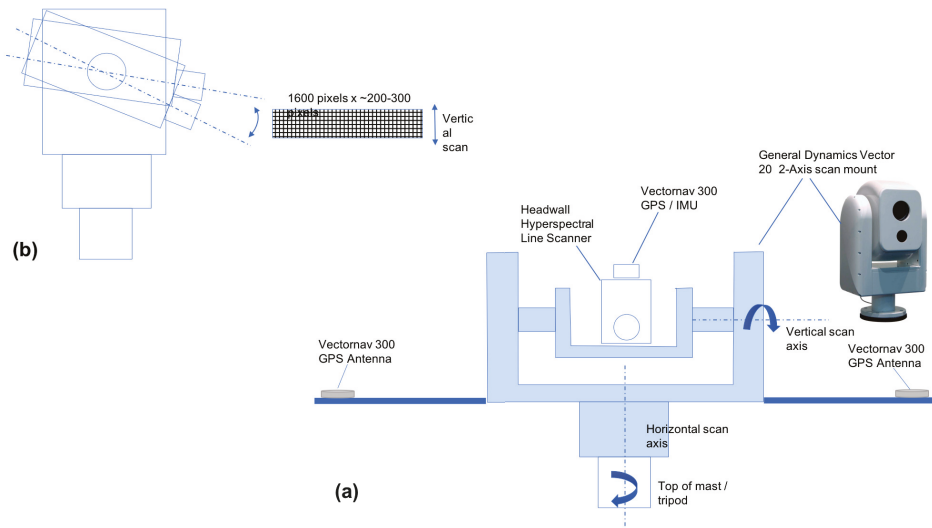 1600 pixels x ~200-300
pixels
Vertic
al
scan
(b)
General Dynamics Vector
20 2-Axis scan mount
Vectornav 300
GPS / IMU
Headwall
Hyperspectral
Line Scanner
Vertical scan
axis
Vectornav 300
GPS Antenna
Vectornav 300
GPS Antenna
Horizontal scan
axis
(a)
Top of mast /
tripod